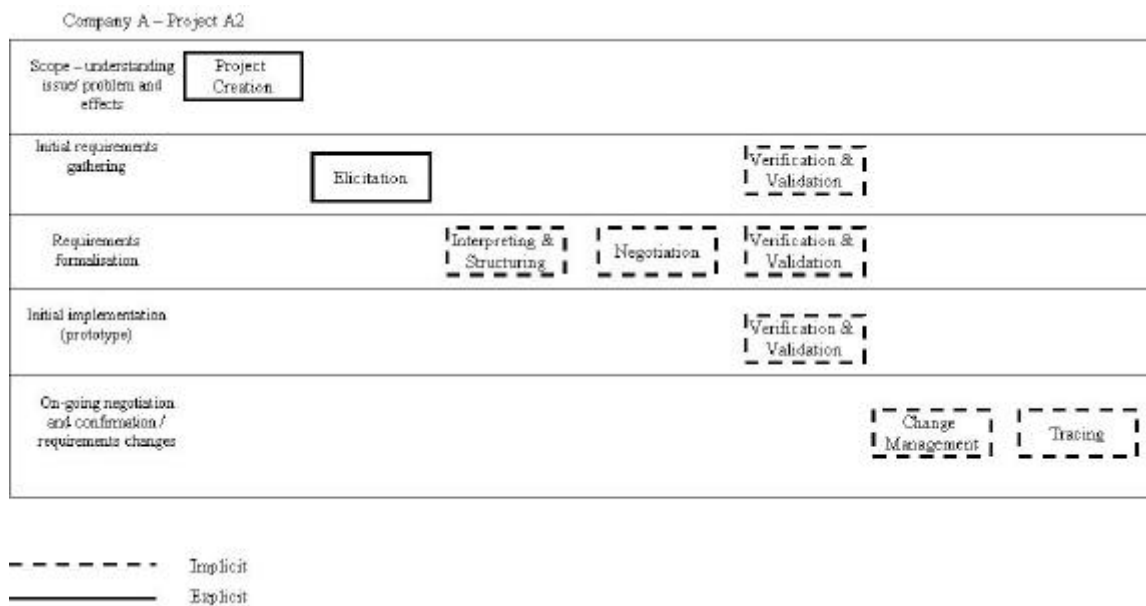 Company A – Project A2
Scope – understanding
issue/ problem and
effects
Project
Creation
Initial requirements
gathering
Elicitation
Verification &
Validation
Requirements
formalisation
Interpreting &
Structuring
Negotiation
Verification &
Validation
Initial implementation
(prototype)
Verification &
Validation
On-going negotiation
and confirmation /
requirements changes
Change
Management
Tracing
Implicit
Explicit